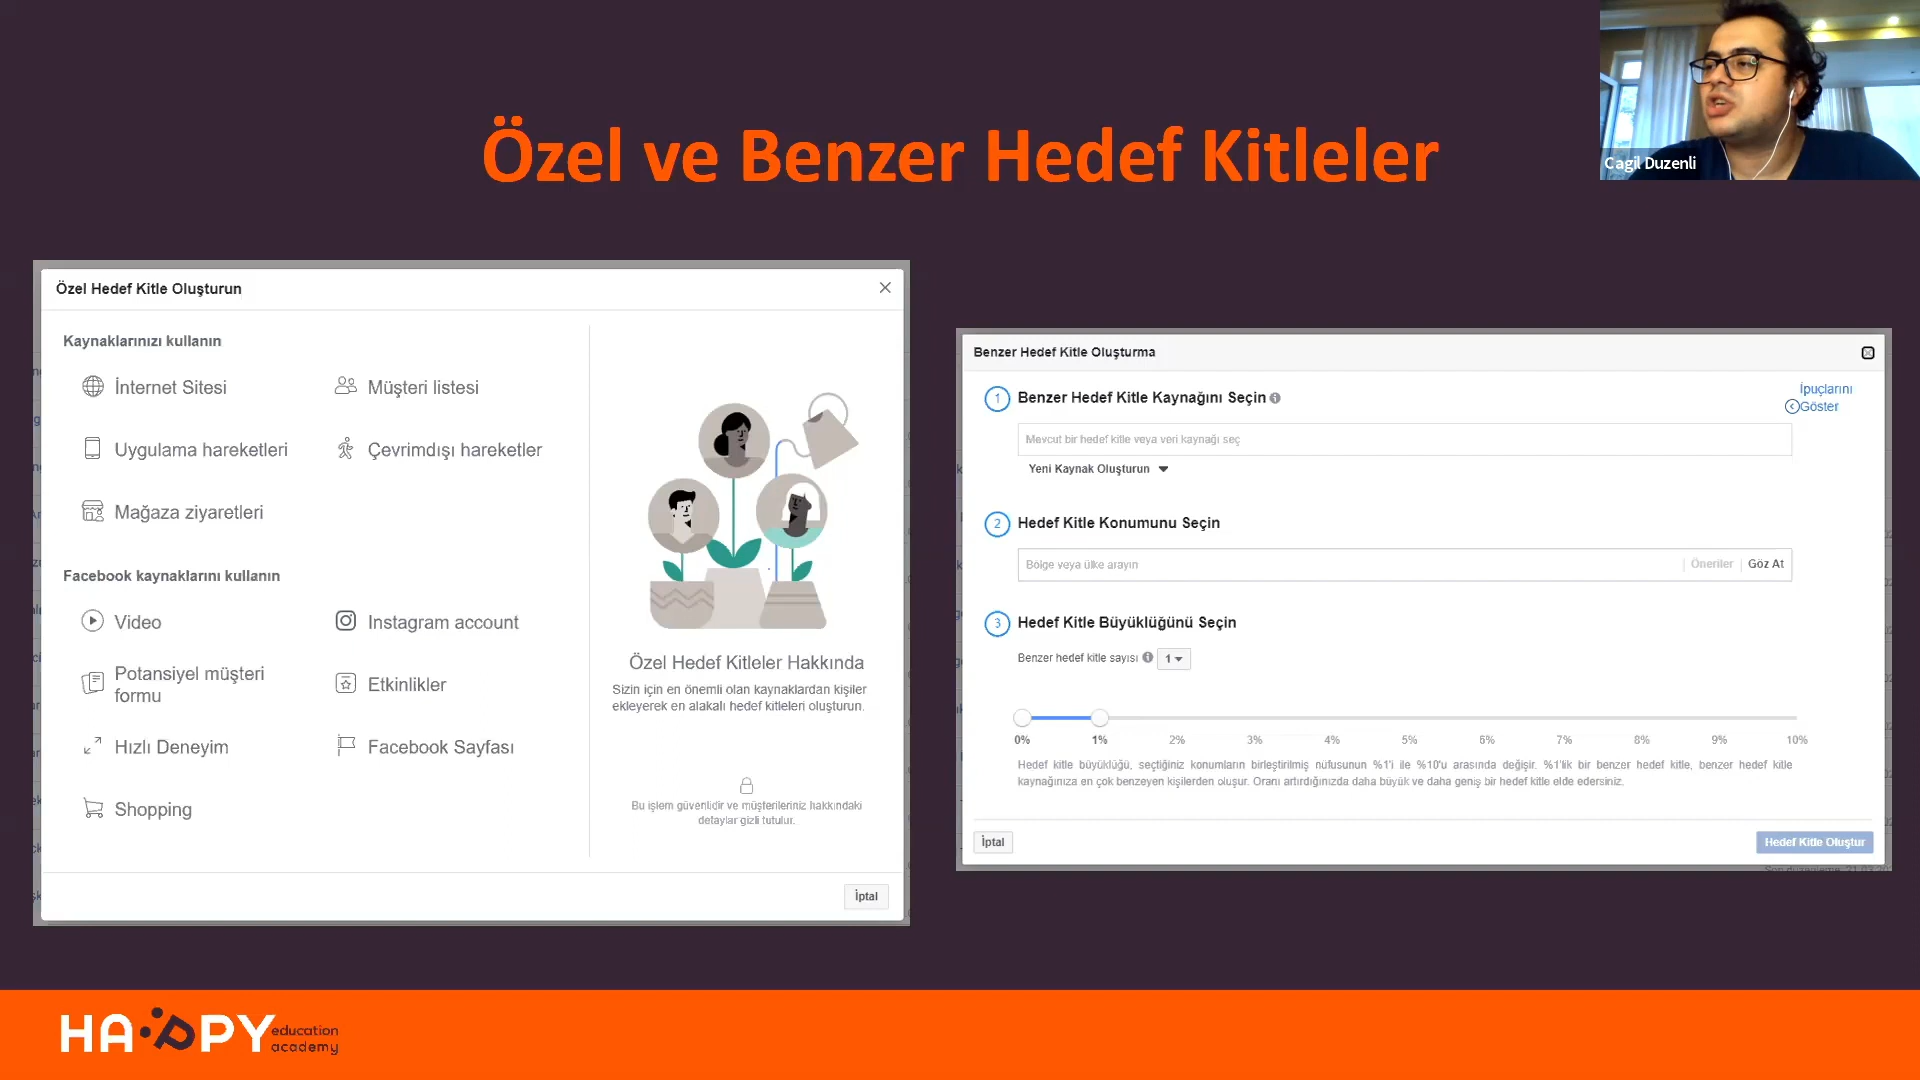 Özel ve Benzer Hedef Kitleler
Cagil Duzenli
Özel Hedef Kitle Oluşturun
Kaynaklarınızı kullanın
İnternet Sitesi
Müşteri listesi
Uygulama hareketleri
Çevrimdışı hareketler
Mağaza ziyaretleri
Facebook kaynaklarını kullanın
Video
Instagram account
Potansiyel müşteri
formu
Etkinlikler
Hızlı Deneyim
Facebook Sayfası
Shopping
Özel Hedef Kitleler Hakkında
Sizin için en önemli olan kaynaklardan kişiler
ekleyerek en alakalı hedef kitleleri oluşturun.
Bu işlem güvenlidir ve müşterileriniz hakkındaki
detaylar gizli tutulur.
İptal
Benzer Hedef Kitle Oluşturma
1 Benzer Hedef Kitle Kaynağını Seçin
İpuçlarını
Göster
Mevcut bir hedef kitle veya veri kaynağı seç
Yeni Kaynak Oluşturun
2 Hedef Kitle Konumunu Seçin
Bölge veya ülke arayın
Öneriler
Göz At
3 Hedef Kitle Büyüklüğünü Seçin
Benzer hedef kitle sayısı 1
0% 1% 2% 3% 4% 5% 6% 7% 8% 9% 10%
Hedef kitle büyüklüğü, seçtiğiniz konumların birleştirilmiş nüfusunun %1'i ile %10'u arasında değişir. %1'lik bir benzer hedef kitle, benzer hedef kitle
kaynağınıza en çok benzeyen kişilerden oluşur. Oranı artırdığınızda daha büyük ve daha geniş bir hedef kitle elde edersiniz.
İptal
Hedef Kitle Oluştur
HAPPY education
academy